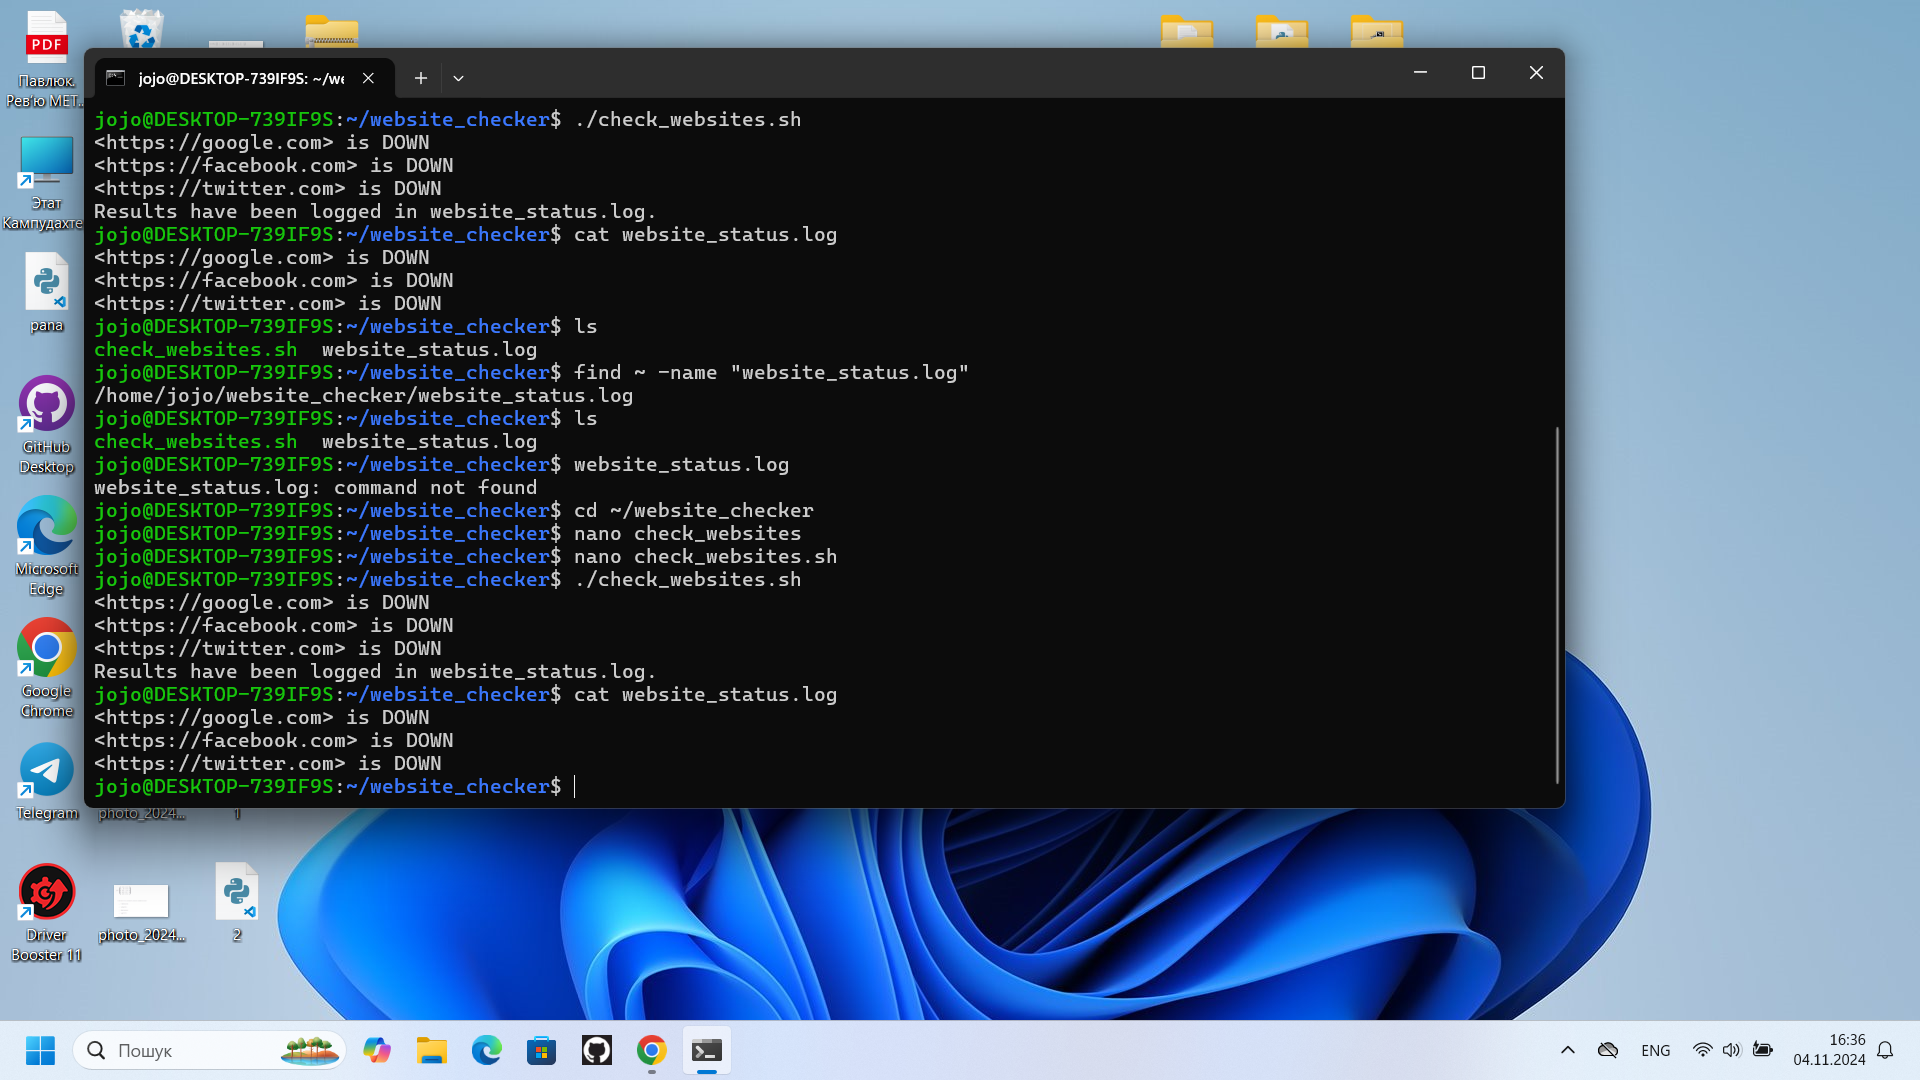 PDF
Павлюк.
Рев'ю МЕТ...
Этат
Кампудахте
pana
GitHub
Desktop
Microsoft
Edge
Google
Chrome
Telegram
photo_2024...
1
Driver
Booster 11
photo_2024...
2
jojo@DESKTOP-739IF9S: ~/we
jojo@DESKTOP-739IF9S:~/website_checker$ ./check_websites.sh
<https://google.com> is DOWN
<https://facebook.com> is DOWN
<https://twitter.com> is DOWN
Results have been logged in website_status.log.
jojo@DESKTOP-739IF9S:~/website_checker$ cat website_status.log
<https://google.com> is DOWN
<https://facebook.com> is DOWN
<https://twitter.com> is DOWN
jojo@DESKTOP-739IF9S:~/website_checker$ ls
check_websites.sh  website_status.log
jojo@DESKTOP-739IF9S:~/website_checker$ find ~ -name "website_status.log"
/home/jojo/website_checker/website_status.log
jojo@DESKTOP-739IF9S:~/website_checker$ ls
check_websites.sh  website_status.log
jojo@DESKTOP-739IF9S:~/website_checker$ website_status.log
website_status.log: command not found
jojo@DESKTOP-739IF9S:~/website_checker$ cd ~/website_checker
jojo@DESKTOP-739IF9S:~/website_checker$ nano check_websites
jojo@DESKTOP-739IF9S:~/website_checker$ nano check_websites.sh
jojo@DESKTOP-739IF9S:~/website_checker$ ./check_websites.sh
<https://google.com> is DOWN
<https://facebook.com> is DOWN
<https://twitter.com> is DOWN
Results have been logged in website_status.log.
jojo@DESKTOP-739IF9S:~/website_checker$ cat website_status.log
<https://google.com> is DOWN
<https://facebook.com> is DOWN
<https://twitter.com> is DOWN
jojo@DESKTOP-739IF9S:~/website_checker$
Пошук
ENG
16:36
04.11.2024